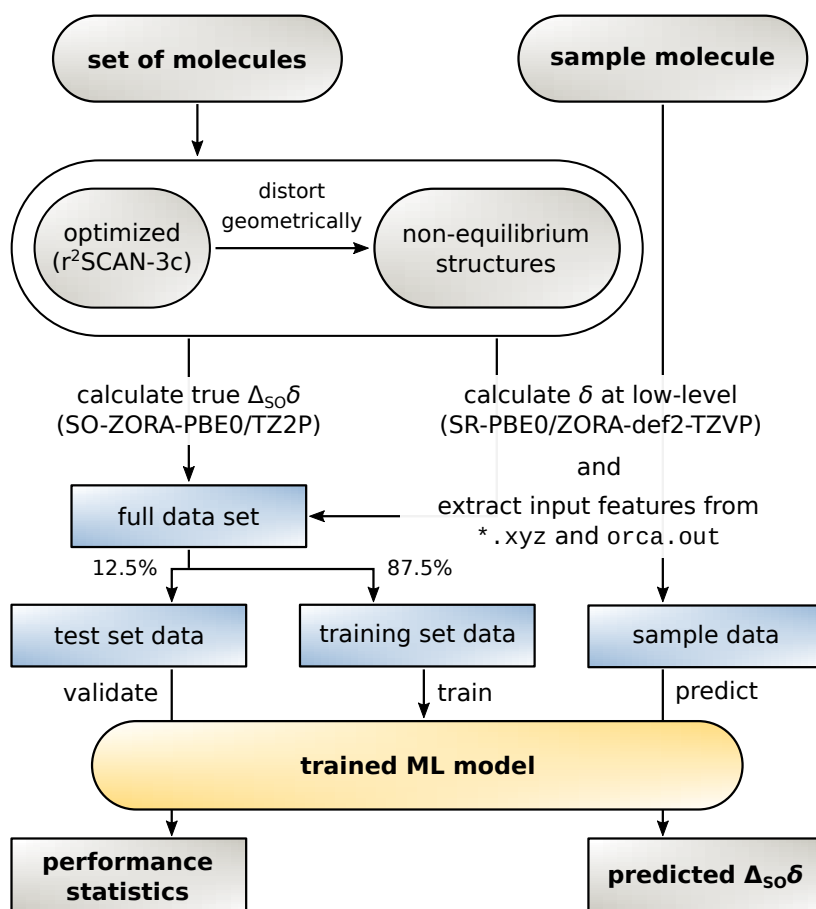 set of molecules
sample molecule
distort
geometrically
optimized
(r²SCAN-3c)
non-equilibrium
structures
calculate true Δ_SOδ
(SO-ZORA-PBE0/TZ2P)
calculate δ at low-level
(SR-PBE0/ZORA-def2-TZVP)
and
extract input features from
*.xyz and orca.out
full data set
12.5%
87.5%
test set data
training set data
sample data
validate
train
predict
trained ML model
performance
statistics
predicted Δ_SOδ